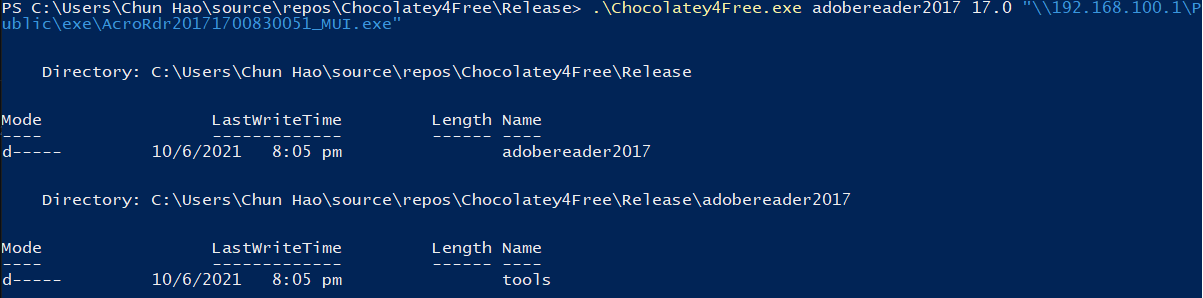 PS C:\Users\Chun Hao\source\repos\Chocolatey4Free\Release> .\Chocolatey4Free.exe adobereader2017 17.0 "\\192.168.100.1\P
ublic\exe\AcroRdr20171700830051_MUI.exe"
Directory: C:\Users\Chun Hao\source\repos\Chocolatey4Free\Release
Mode LastWriteTime Length Name
---- ------------- ------ ----
d----- 10/6/2021 8:05 pm adobereader2017
Directory: C:\Users\Chun Hao\source\repos\Chocolatey4Free\Release\adobereader2017
Mode LastWriteTime Length Name
---- ------------- ------ ----
d----- 10/6/2021 8:05 pm tools